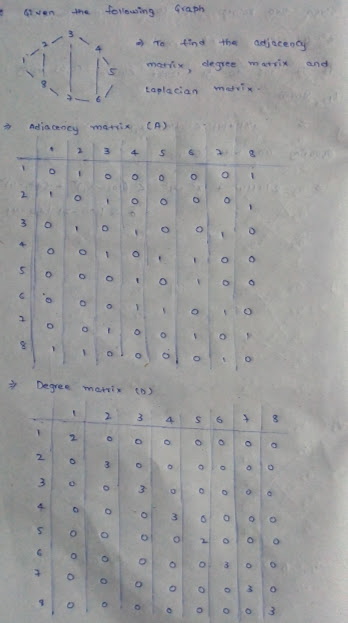 Given the following Graph
3
2 4
1 5
8
7 6
⇒ To find the adjacency
matrix, degree matrix and
Laplacian matrix.
⇒ Adjacency matrix (A)
1 2 3 4 5 6 7 8
1 0 1 0 0 0 0 0 1
2 1 0 1 0 0 0 0 1
3 0 1 0 1 0 0 1 0
4 0 0 1 0 1 1 0 0
5 0 0 0 1 0 1 0 0
6 0 0 0 1 1 0 1 0
7 0 0 1 0 0 1 0 1
8 1 1 0 0 0 0 1 0
⇒ Degree matrix (D)
1 2 3 4 5 6 7 8
1 2 0 0 0 0 0 0 0
2 0 3 0 0 0 0 0 0
3 0 0 3 0 0 0 0 0
4 0 0 0 3 0 0 0 0
5 0 0 0 0 2 0 0 0
6 0 0 0 0 0 3 0 0
7 0 0 0 0 0 0 3 0
8 0 0 0 0 0 0 0 3